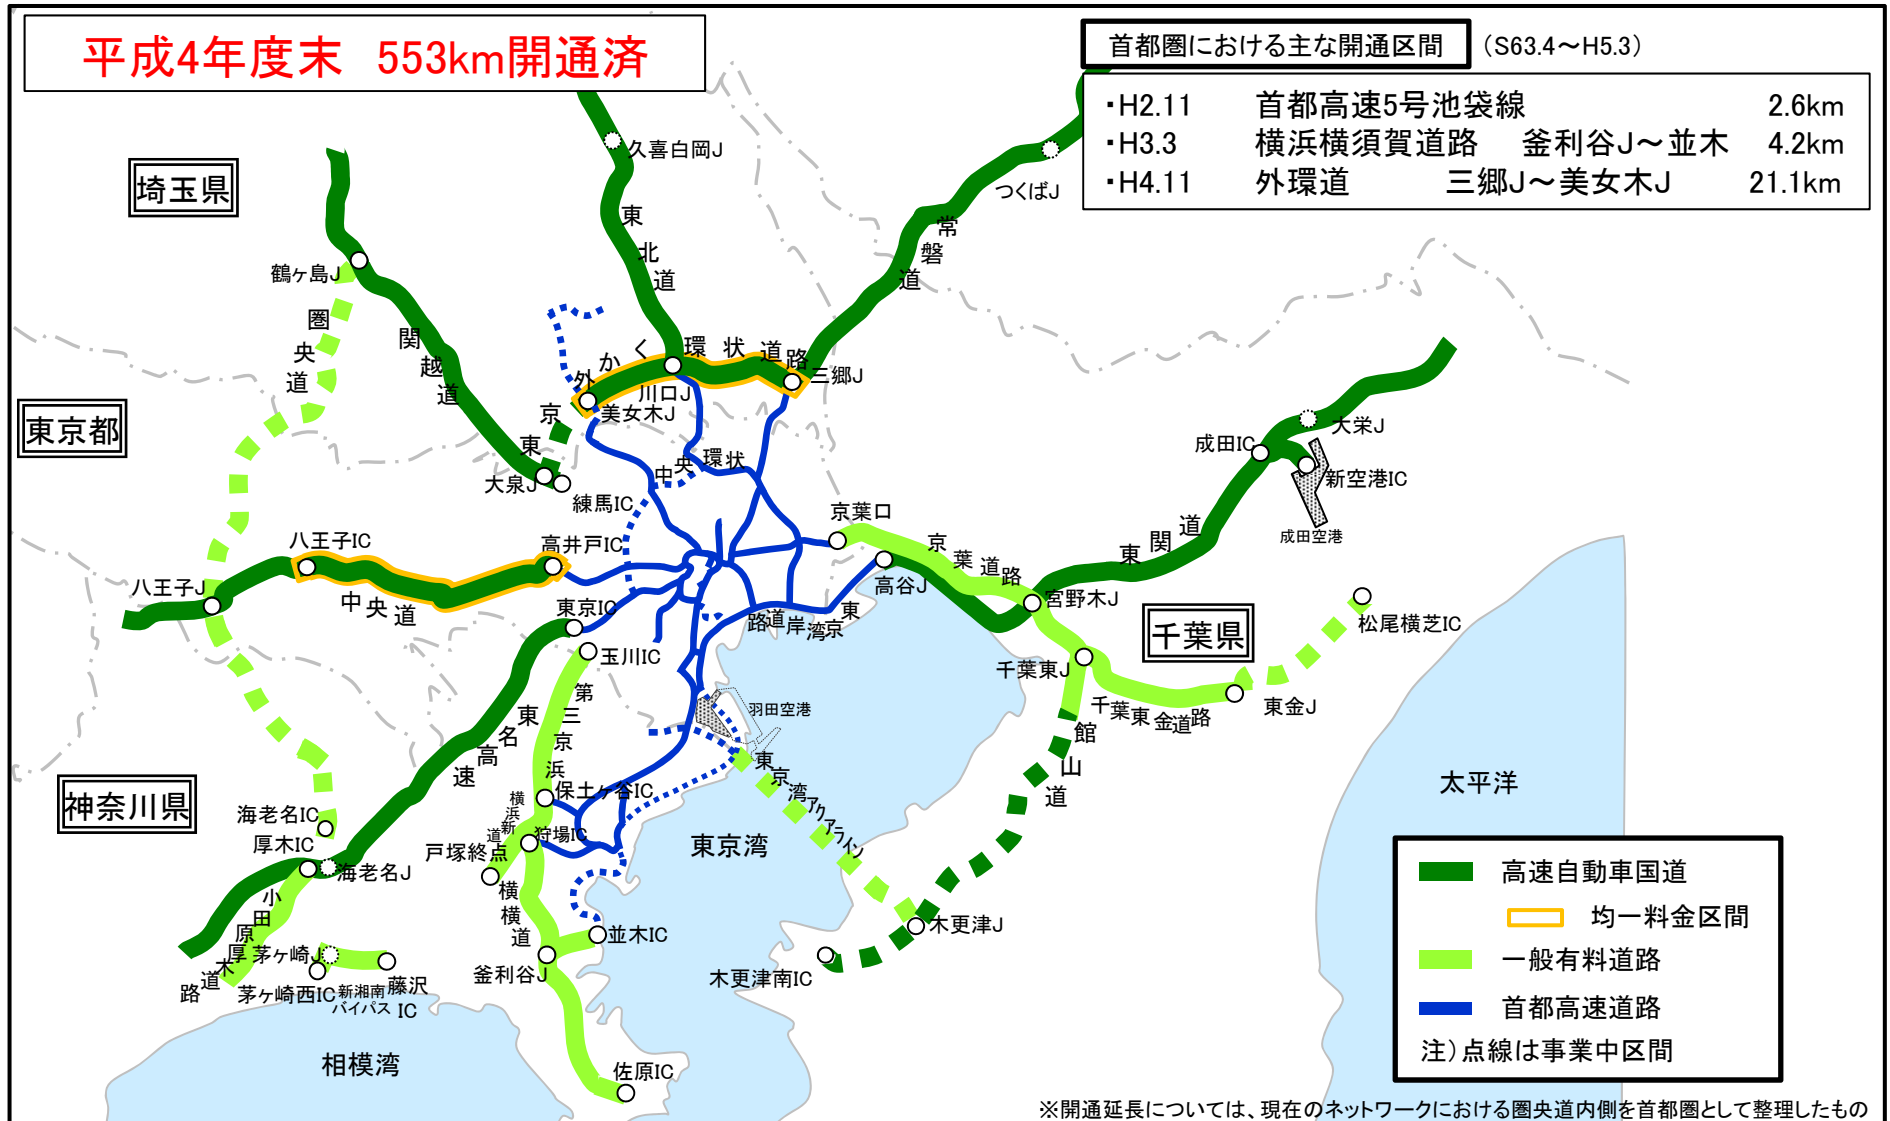 平成4年度末 553km開通済
首都圏における主な開通区間 (S63.4～H5.3)
・H2.11 首都高速5号池袋線 2.6km
・H3.3 横浜横須賀道路 釜利谷J～並木 4.2km
・H4.11 外環道 三郷J～美女木J 21.1km
久喜白岡J
つくばJ
埼玉県
東北道
常磐道
鶴ヶ島J
圏央道
関越道
東京外かく環状道路
三郷J
川口J
美女木J
東京都
大栄J
成田IC
新空港IC
成田空港
大泉J
練馬IC
中央環状
京葉口
八王子IC
高井戸IC
京葉道路
東関道
高谷J
八王子J
中央道
東京IC
東京湾岸道路
宮野木J
千葉県
松尾横芝IC
玉川IC
千葉東J
東金J
千葉東金道路
第三京浜
羽田空港
東名高速
館山道
東京湾アクアライン
太平洋
神奈川県
海老名IC
厚木IC
海老名J
保土ヶ谷IC
横浜新道
狩場IC
戸塚終点
東京湾
高速自動車国道
均一料金区間
一般有料道路
首都高速道路
注)点線は事業中区間
小田原厚木道路
横横道
並木IC
木更津J
木更津南IC
釜利谷J
茅ヶ崎J
茅ヶ崎西IC
新湘南バイパス
藤沢IC
相模湾
佐原IC
※開通延長については、現在のネットワークにおける圏央道内側を首都圏として整理したもの